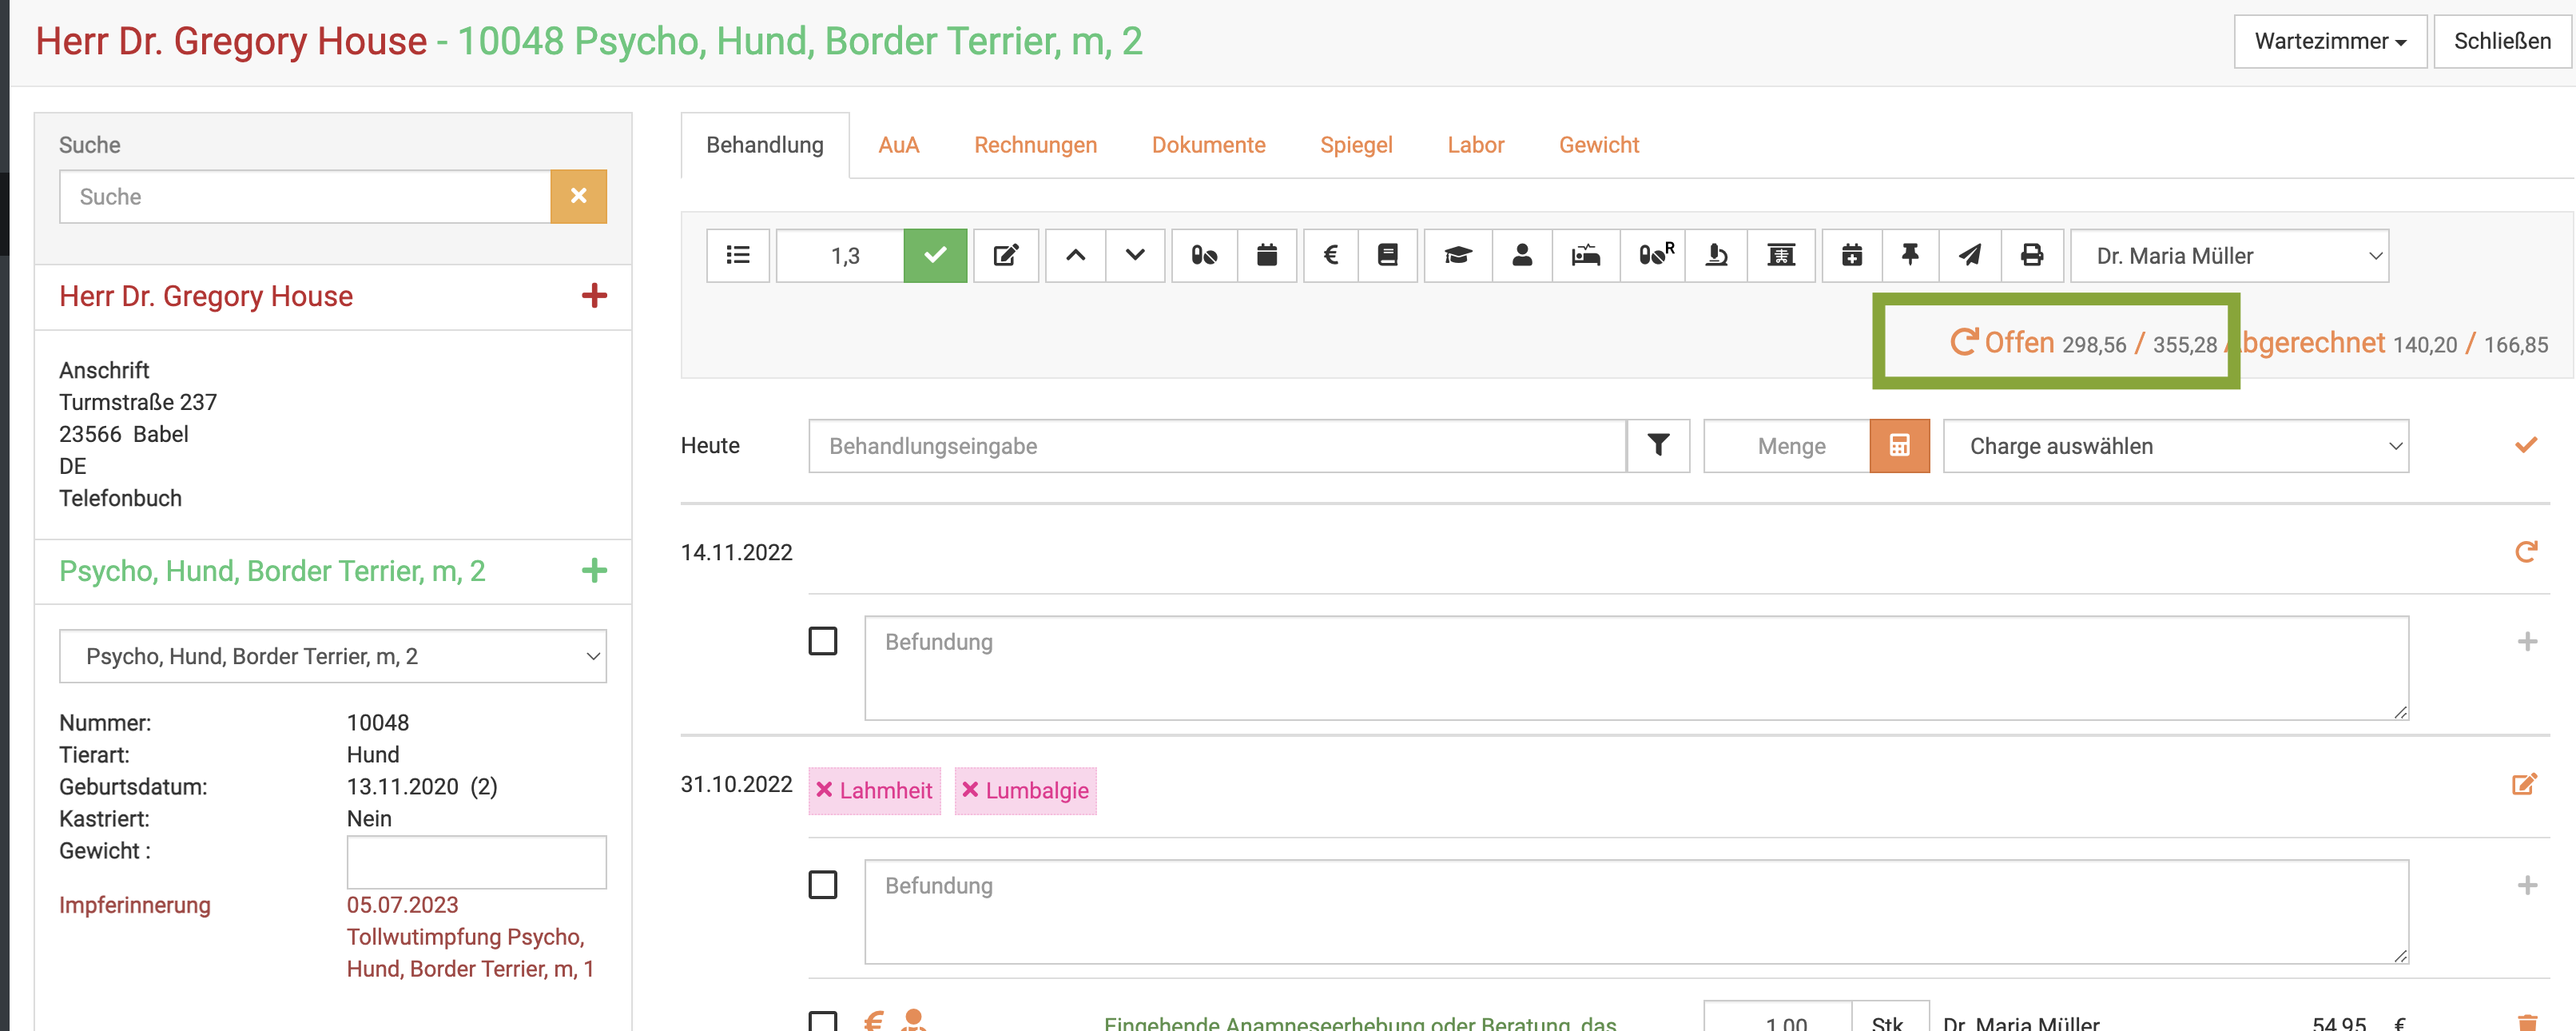 Herr Dr. Gregory House - 10048 Psycho, Hund, Border Terrier, m, 2
Wartezimmer
Schließen
Suche
Suche
Herr Dr. Gregory House
Anschrift
Turmstraße 237
23566 Babel
DE
Telefonbuch
Psycho, Hund, Border Terrier, m, 2
Psycho, Hund, Border Terrier, m, 2
Nummer: 10048
Tierart: Hund
Geburtsdatum: 13.11.2020 (2)
Kastriert: Nein
Gewicht :
Impferinnerung 05.07.2023
Tollwutimpfung Psycho,
Hund, Border Terrier, m, 1
Behandlung AuA Rechnungen Dokumente Spiegel Labor Gewicht
1,3 € R Dr. Maria Müller
Offen 298,56 / 355,28 Abgerechnet 140,20 / 166,85
Heute Behandlungseingabe Menge Charge auswählen
14.11.2022
Befundung
31.10.2022 Lahmheit Lumbalgie
Befundung
€ Eingehende Anamneseerhebung oder Beratung, das 1,00 Stk Dr. Maria Müller 54,95 €